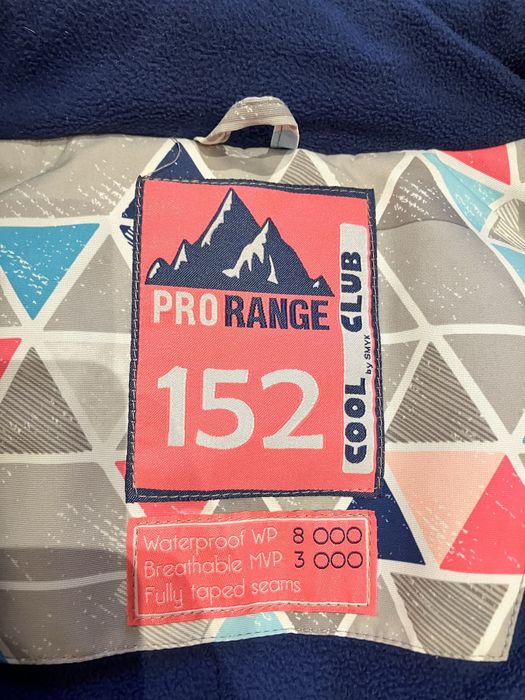 PRO RANGE
152
COOL CLUB
by SMYK
Waterproof WP 8 000
Breathable MVP 3 000
Fully taped seams